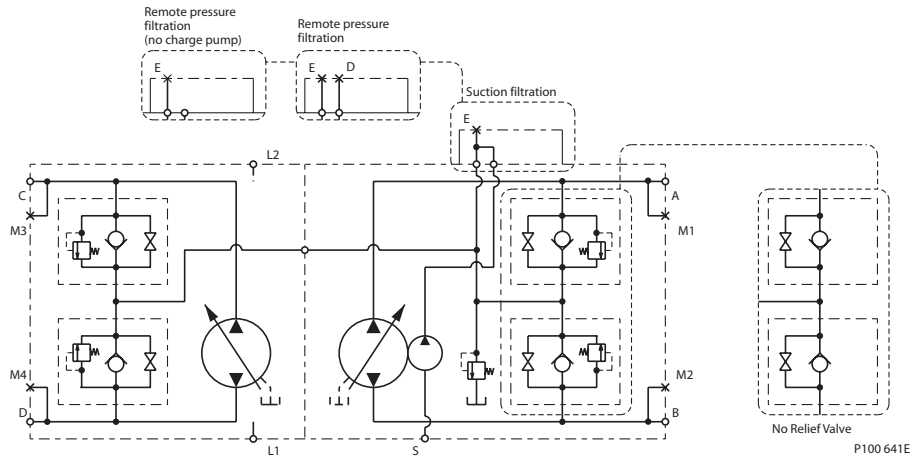 Remote pressure
filtration
(no charge pump)
Remote pressure
filtration
E
E D
Suction filtration
E
L2
C
A
M3
M1
M4
M2
D
B
L1
S
No Relief Valve
P100 641E